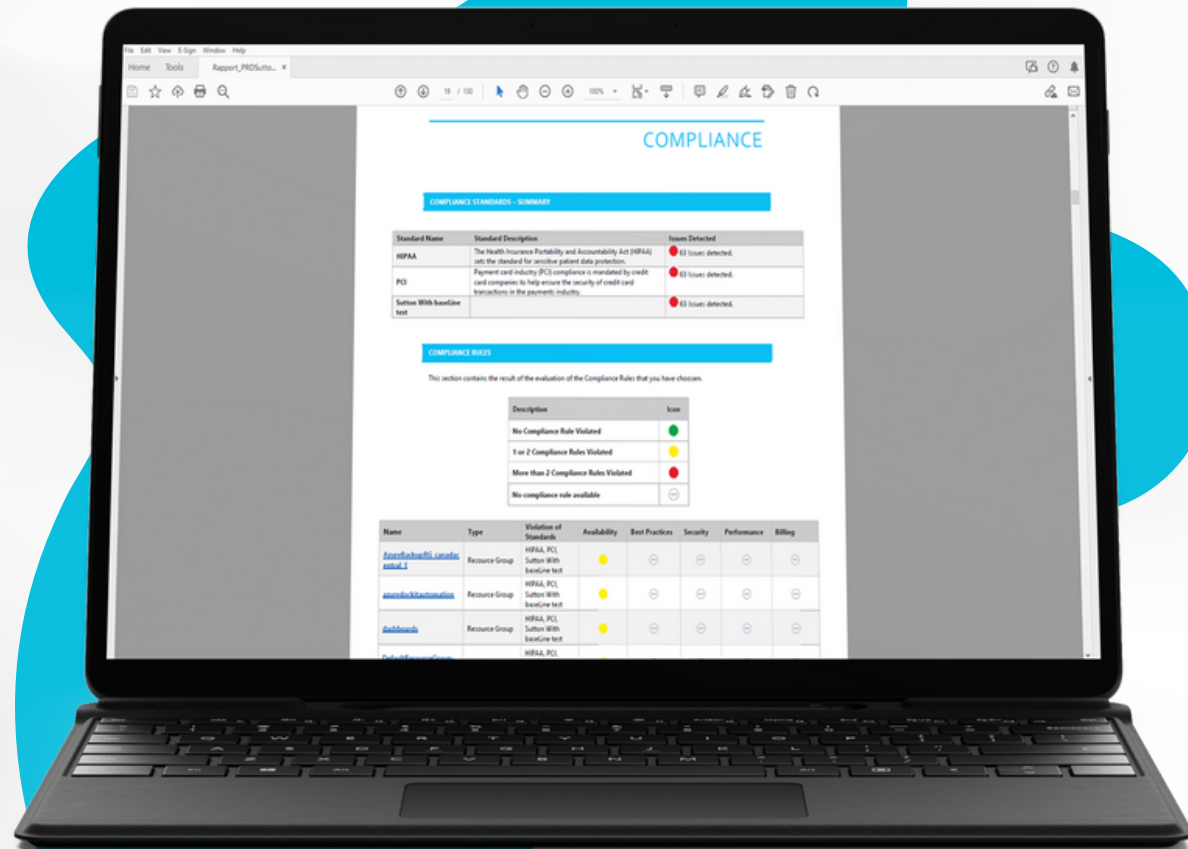 File Edit View E-Sign Window Help
Home Tools Rapport_PRDSutto... ×
19 / 100 100%
COMPLIANCE
COMPLIANCE STANDARDS – SUMMARY
Standard Name Standard Description Issues Detected
HIPAA The Health Insurance Portability and Accountability Act (HIPAA) 63 Issues detected.
sets the standard for sensitive patient data protection.
PCI Payment card industry (PCI) compliance is mandated by credit 63 Issues detected.
card companies to help ensure the security of credit card
transactions in the payments industry.
Sutton With baseLine 63 Issues detected.
test
COMPLIANCE RULES
This section contains the result of the evaluation of the Compliance Rules that you have choosen.
Description Icon
No Compliance Rule Violated
1 or 2 Compliance Rules Violated
More than 2 Compliance Rules Violated
No compliance rule available
Name Type Violation of Standards Availability Best Practices Security Performance Billing
AzureBackupRG_canadac Resource Group HIPAA, PCI,
entral_1 Sutton With
baseLine test
azuredockitautomation Resource Group HIPAA, PCI,
Sutton With
baseLine test
dashboards Resource Group HIPAA, PCI,
Sutton With
baseLine test
DefaultResourceGroup- HIPAA, PCI,